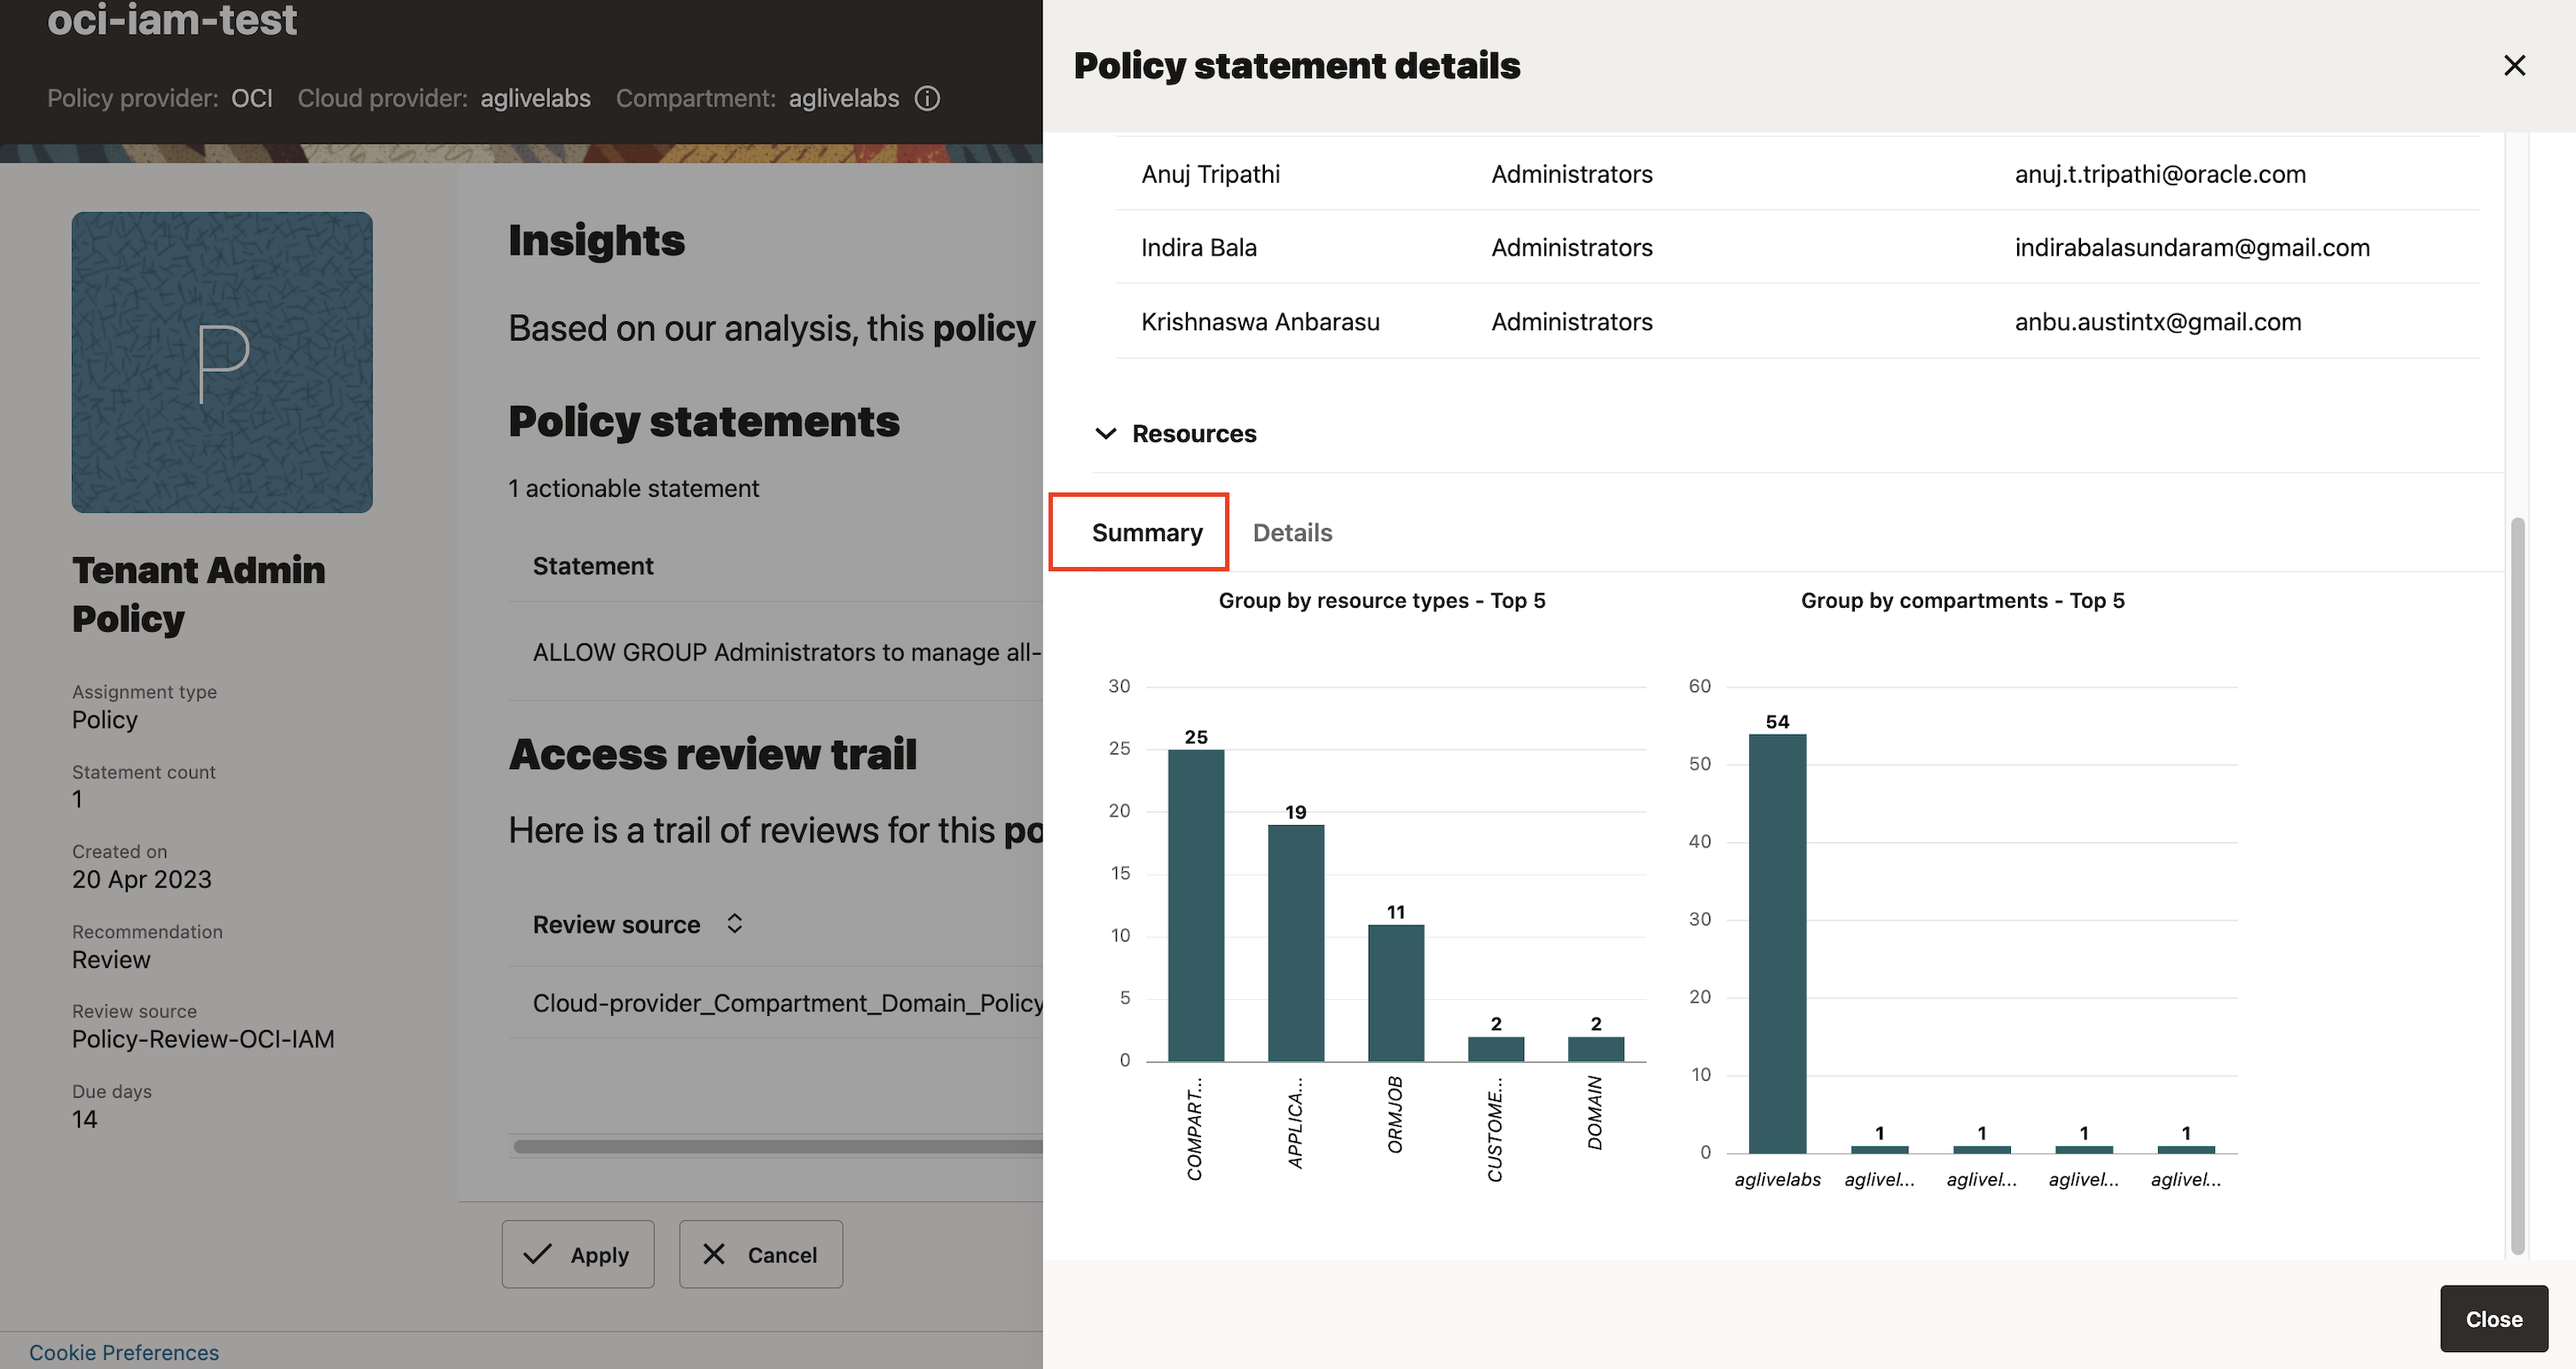 oci-iam-test
Policy provider: OCI Cloud provider: aglivelabs Compartment: aglivelabs
P
Tenant Admin
Policy
Assignment type
Policy
Statement count
1
Created on
20 Apr 2023
Recommendation
Review
Review source
Policy-Review-OCI-IAM
Due days
14
Insights
Based on our analysis, this policy
Policy statements
1 actionable statement
Statement
ALLOW GROUP Administrators to manage all-
Access review trail
Here is a trail of reviews for this po
Review source
Cloud-provider_Compartment_Domain_Policy
Apply Cancel
Cookie Preferences
Policy statement details
Anuj Tripathi Administrators anuj.t.tripathi@oracle.com
Indira Bala Administrators indirabalasundaram@gmail.com
Krishnaswa Anbarasu Administrators anbu.austintx@gmail.com
Resources
Summary Details
Group by resource types - Top 5
30
25
20
15
10
5
0
25
19
11
2
2
COMPART...
APPLICA...
ORMJOB
CUSTOME...
DOMAIN
Group by compartments - Top 5
60
50
40
30
20
10
0
54
1
1
1
1
aglivelabs aglivel... aglivel... aglivel... aglivel...
Close